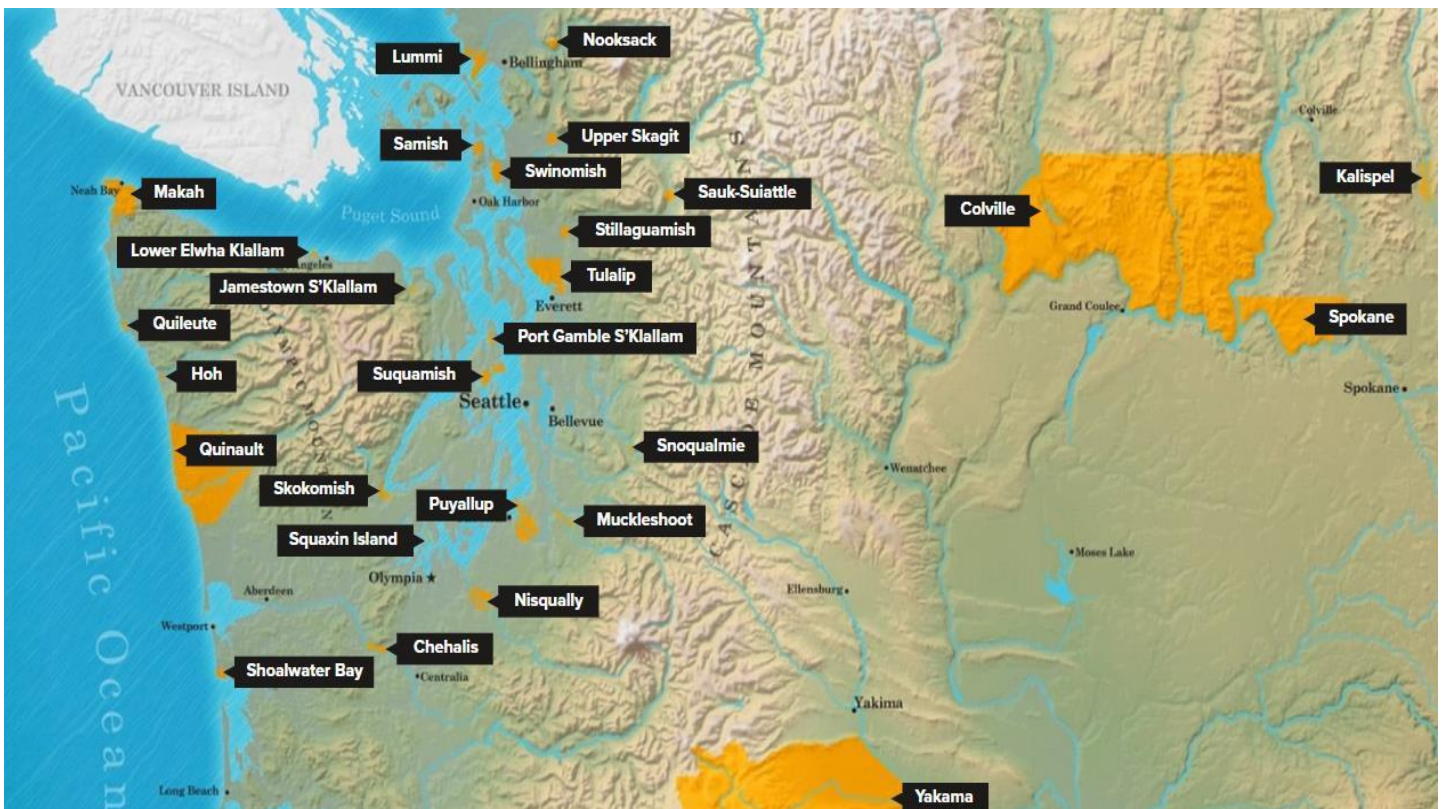 Nooksack
Lummi
Bellingham
VANCOUVER ISLAND
Colville
Upper Skagit
Samish
Swinomish
Kalispel
Neah Bay
Makah
Sauk-Suiattle
Oak Harbor
Colville
Puget Sound
Stillaguamish
Lower Elwha Klallam
Angeles
Tulalip
Jamestown S'Klallam
Everett
Grand Coulee
Spokane
Quileute
Port Gamble S'Klallam
Hoh
Suquamish
Spokane
Seattle
Bellevue
Quinault
Snoqualmie
Wenatchee
Skokomish
Puyallup
Muckleshoot
Squaxin Island
Moses Lake
Olympia
Aberdeen
Ellensburg
Nisqually
Westport
Chehalis
Shoalwater Bay
Centralia
Yakima
Long Beach
Yakama
Pacific Ocean